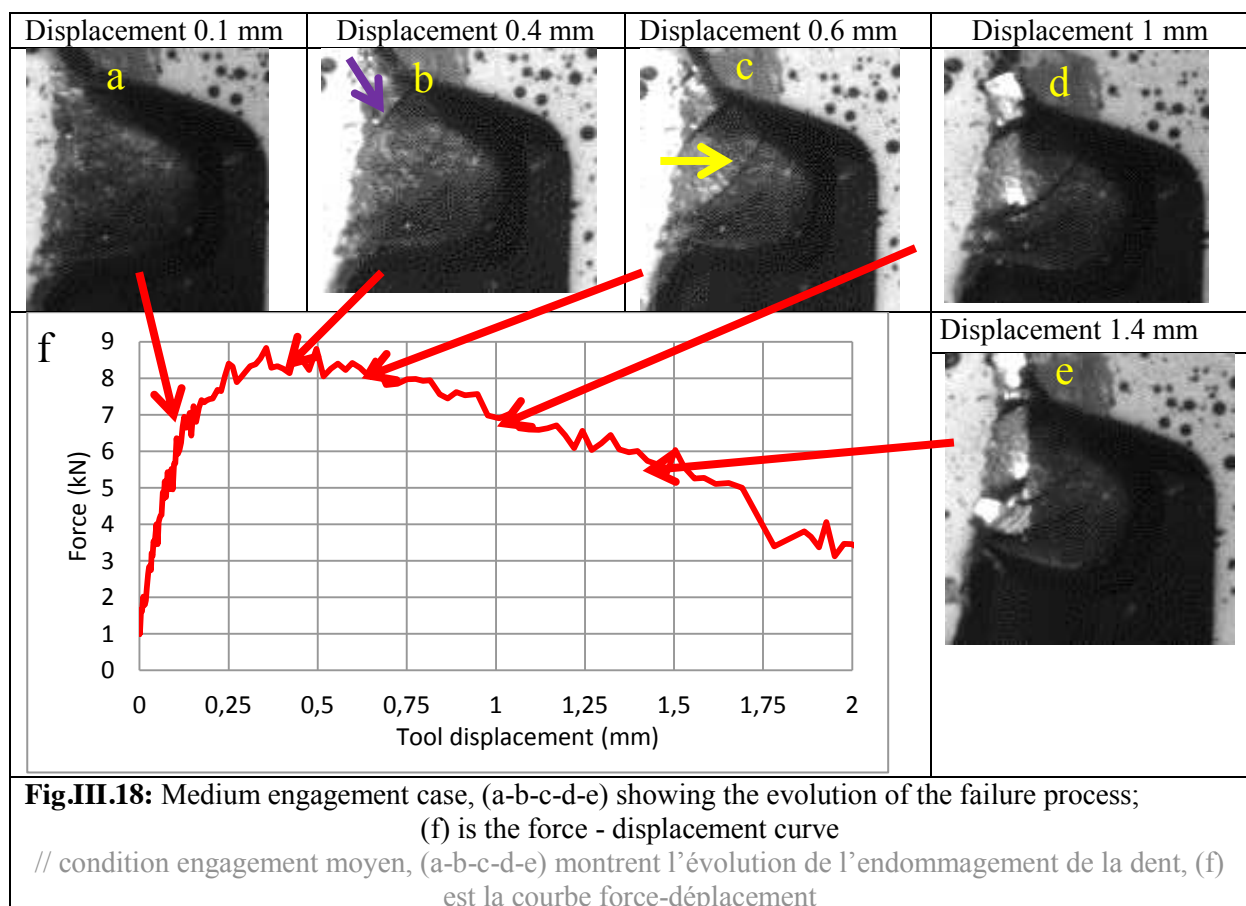 Displacement 0.1 mm
Displacement 0.4 mm
Displacement 0.6 mm
Displacement 1 mm
a
b
c
d
Displacement 1.4 mm
e
f
Force (kN)
9
8
7
6
5
4
3
2
1
0
0
0,25
0,5
0,75
1
1,25
1,5
1,75
2
Tool displacement (mm)
Fig.III.18: Medium engagement case, (a-b-c-d-e) showing the evolution of the failure process;
(f) is the force - displacement curve
// condition engagement moyen, (a-b-c-d-e) montrent l’évolution de l’endommagement de la dent, (f)
est la courbe force-déplacement